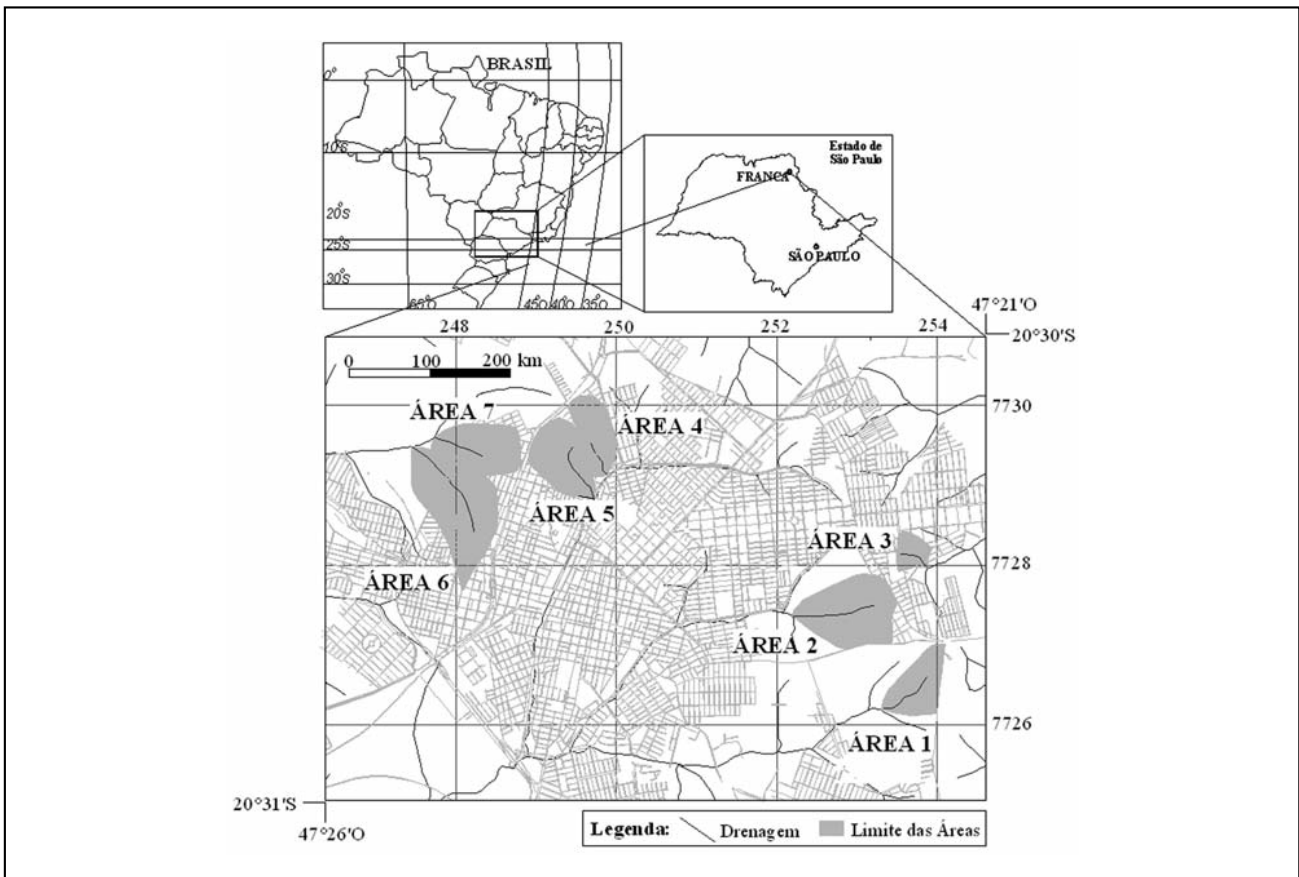 BRASIL
0°
10°S
20°S
25°S
30°S
65°O
45°O
40°O
35°O
Estado de
São Paulo
FRANCA
SÃO PAULO
47°21'O
20°30'S
248
250
252
254
0 100 200 km
7730
ÁREA 7
ÁREA 4
ÁREA 5
ÁREA 3
7728
ÁREA 6
ÁREA 2
7726
ÁREA 1
20°31'S
47°26'O
Legenda: Drenagem Limite das Áreas